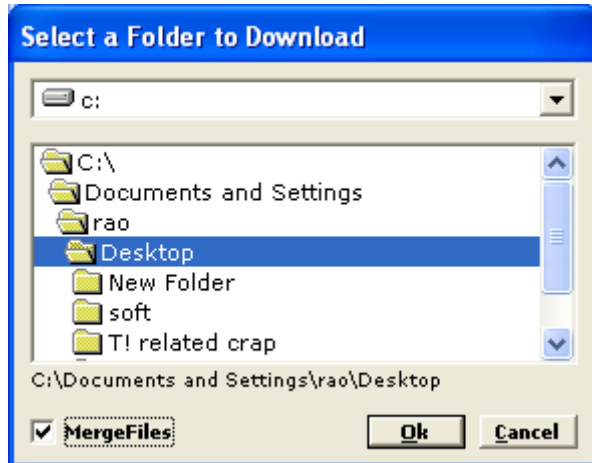 Select a Folder to Download
c:
C:\
Documents and Settings
rao
Desktop
New Folder
soft
T! related crap
C:\Documents and Settings\rao\Desktop
MergeFiles Ok Cancel